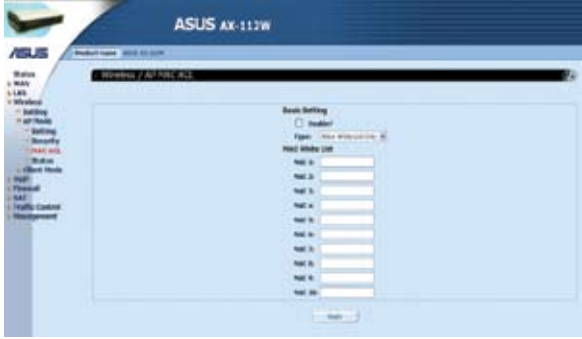 ASUS AX-112W
ASUS
Product name
Status
WAN
LAN
Wireless
Setting
AP Mode
Setting
Security
MAC ACL
Status
Client Mode
VoIP
Firewall
NAT
Traffic Control
Management
Wireless / AP MAC ACL
Basic Setting
Enable?
Type:
MAC White List
MAC 1:
MAC 2:
MAC 3:
MAC 4:
MAC 5:
MAC 6:
MAC 7:
MAC 8:
MAC 9:
MAC 10: